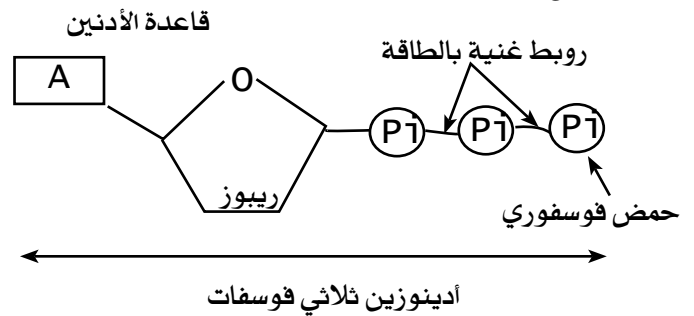 قاعدة الأدنين
روبط غنية بالطاقة
A
O
Pi Pi Pi
ريبوز
حمض فوسفوري
أدينوزين ثلاثي فوسفات